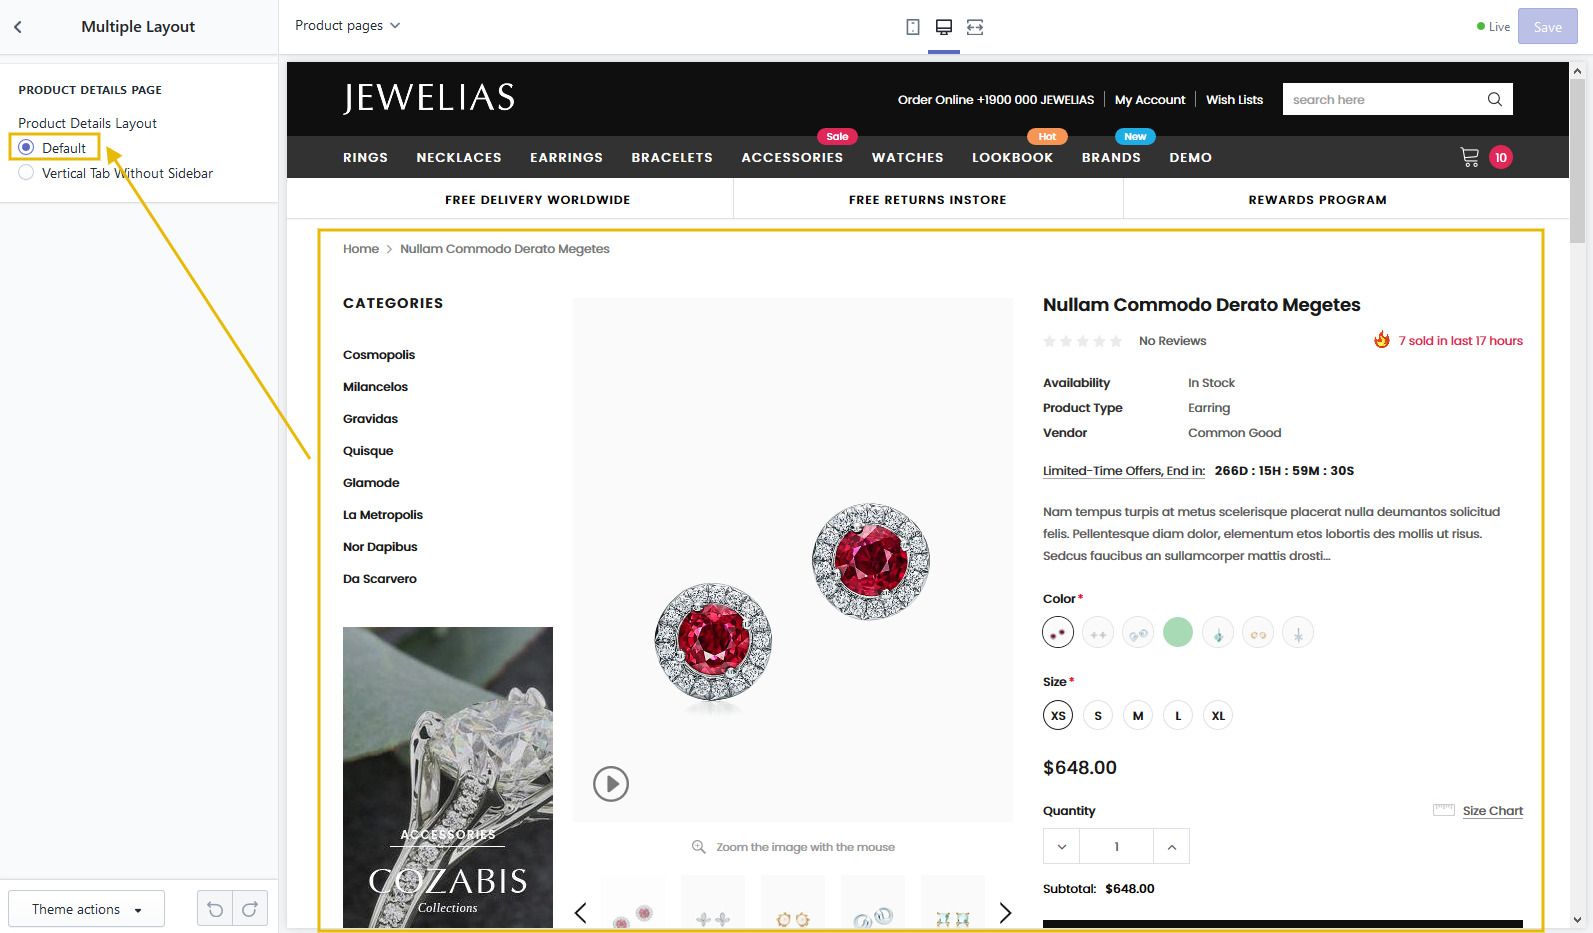 Multiple Layout
Product pages
Live
Save
PRODUCT DETAILS PAGE
Product Details Layout
Default
Vertical Tab Without Sidebar
JEWELIAS
Order Online +1900 000 JEWELIAS
My Account
Wish Lists
search here
Sale
Hot
New
RINGS
NECKLACES
EARRINGS
BRACELETS
ACCESSORIES
WATCHES
LOOKBOOK
BRANDS
DEMO
10
FREE DELIVERY WORLDWIDE
FREE RETURNS INSTORE
REWARDS PROGRAM
Home > Nullam Commodo Derato Megetes
CATEGORIES
Cosmopolis
Milancelos
Gravidas
Quisque
Glamode
La Metropolis
Nor Dapibus
Da Scarvero
ACCESSORIES
COZABIS
Collections
Zoom the image with the mouse
Nullam Commodo Derato Megetes
No Reviews
7 sold in last 17 hours
Availability In Stock
Product Type Earring
Vendor Common Good
Limited-Time Offers, End in: 266D : 15H : 59M : 30S
Nam tempus turpis at metus scelerisque placerat nulla deumantos solicitud
felis. Pellentesque diam dolor, elementum etos lobortis des mollis ut risus.
Sedcus faucibus an sullamcorper mattis drosti...
Color*
Size*
XS S M L XL
$648.00
Quantity
Size Chart
1
Subtotal: $648.00
Theme actions